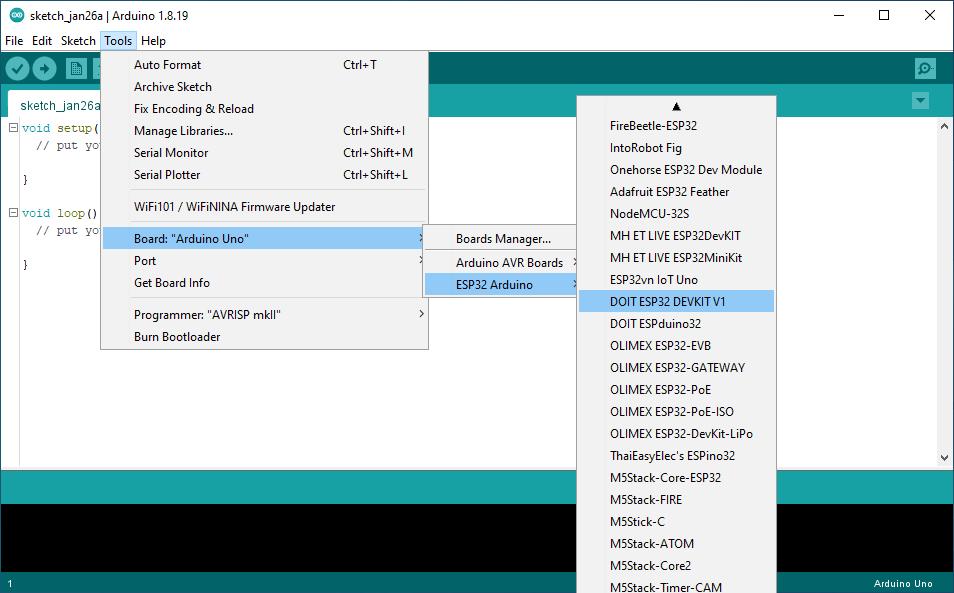 sketch_jan26a | Arduino 1.8.19
File Edit Sketch Tools Help
sketch_jan26a
void setup(
// put yo
}
void loop()
// put yo
}
Auto Format Ctrl+T
Archive Sketch
Fix Encoding & Reload
Manage Libraries... Ctrl+Shift+I
Serial Monitor Ctrl+Shift+M
Serial Plotter Ctrl+Shift+L
WiFi101 / WiFiNINA Firmware Updater
Board: "Arduino Uno"
Port
Get Board Info
Programmer: "AVRISP mkII"
Burn Bootloader
Boards Manager...
Arduino AVR Boards
ESP32 Arduino
FireBeetle-ESP32
IntoRobot Fig
Onehorse ESP32 Dev Module
Adafruit ESP32 Feather
NodeMCU-32S
MH ET LIVE ESP32DevKIT
MH ET LIVE ESP32MiniKit
ESP32vn IoT Uno
DOIT ESP32 DEVKIT V1
DOIT ESPduino32
OLIMEX ESP32-EVB
OLIMEX ESP32-GATEWAY
OLIMEX ESP32-PoE
OLIMEX ESP32-PoE-ISO
OLIMEX ESP32-DevKit-LiPo
ThaiEasyElec's ESPino32
M5Stack-Core-ESP32
M5Stack-FIRE
M5Stick-C
M5Stack-ATOM
M5Stack-Core2
M5Stack-Timer-CAM
1 Arduino Uno